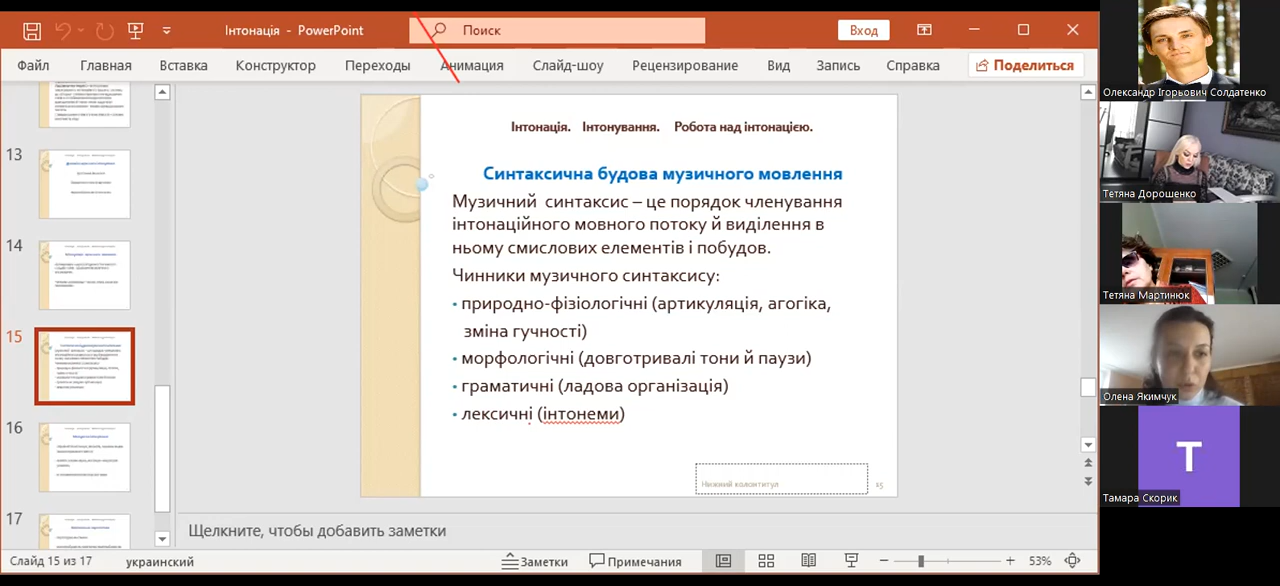 Інтонація - PowerPoint
Поиск
Вход
Файл Главная Вставка Конструктор Переходы Анимации Слайд-шоу Рецензирование Вид Запись Справка Поделиться
13
14
15
16
17
Інтонація. Інтонування. Робота над інтонацією.
Синтаксична будова музичного мовлення
Музичний синтаксис – це порядок членування
інтонаційного мовного потоку й виділення в
ньому смислових елементів і побудов.
Чинники музичного синтаксису:
• природно-фізіологічні (артикуляція, агогіка,
зміна гучності)
• морфологічні (довготривалі тони й паузи)
• граматичні (ладова організація)
• лексичні (інтонеми)
Нижний колонтитул
15
Щелкните, чтобы добавить заметки
Слайд 15 из 17 украинский Заметки Примечания 53%
Олександр Ігорьович Солдатенко
Тетяна Дорошенко
Тетяна Мартинюк
Олена Якимчук
Т
Тамара Скорик